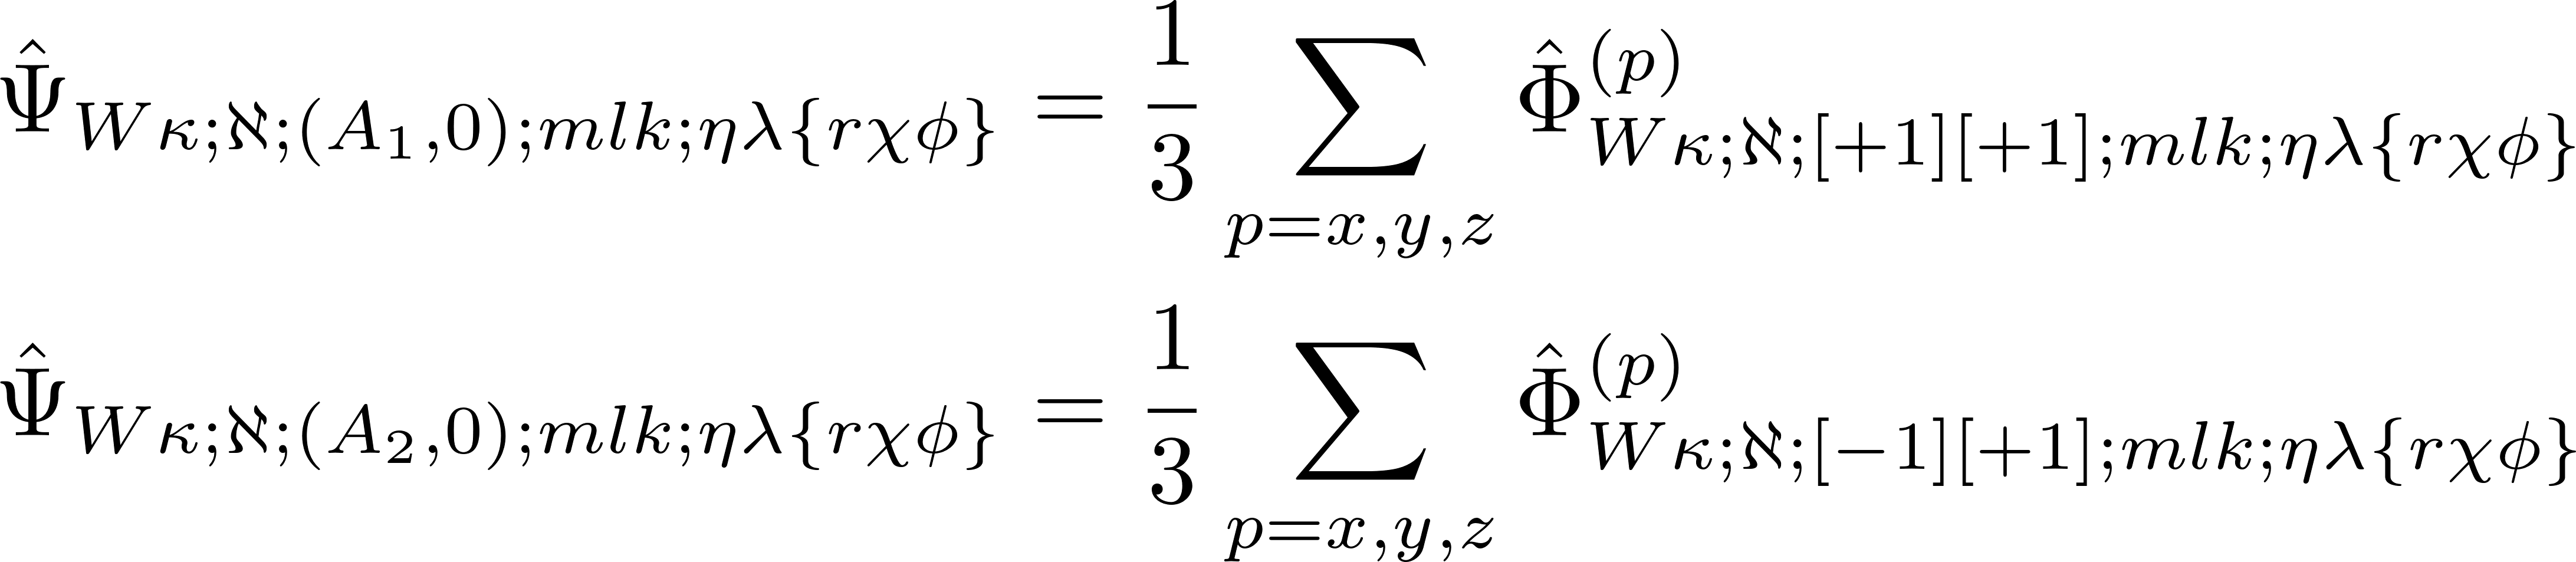 \hat{\Psi}_{W\kappa;\aleph;(A_1,0);mlk;\eta\lambda\{r\chi\phi\}} = \frac{1}{3} \sum_{p=x,y,z} \hat{\Phi}^{(p)}_{W\kappa;\aleph;[+1][+1];mlk;\eta\lambda\{r\chi\phi\}}
\hat{\Psi}_{W\kappa;\aleph;(A_2,0);mlk;\eta\lambda\{r\chi\phi\}} = \frac{1}{3} \sum_{p=x,y,z} \hat{\Phi}^{(p)}_{W\kappa;\aleph;[-1][+1];mlk;\eta\lambda\{r\chi\phi\}}